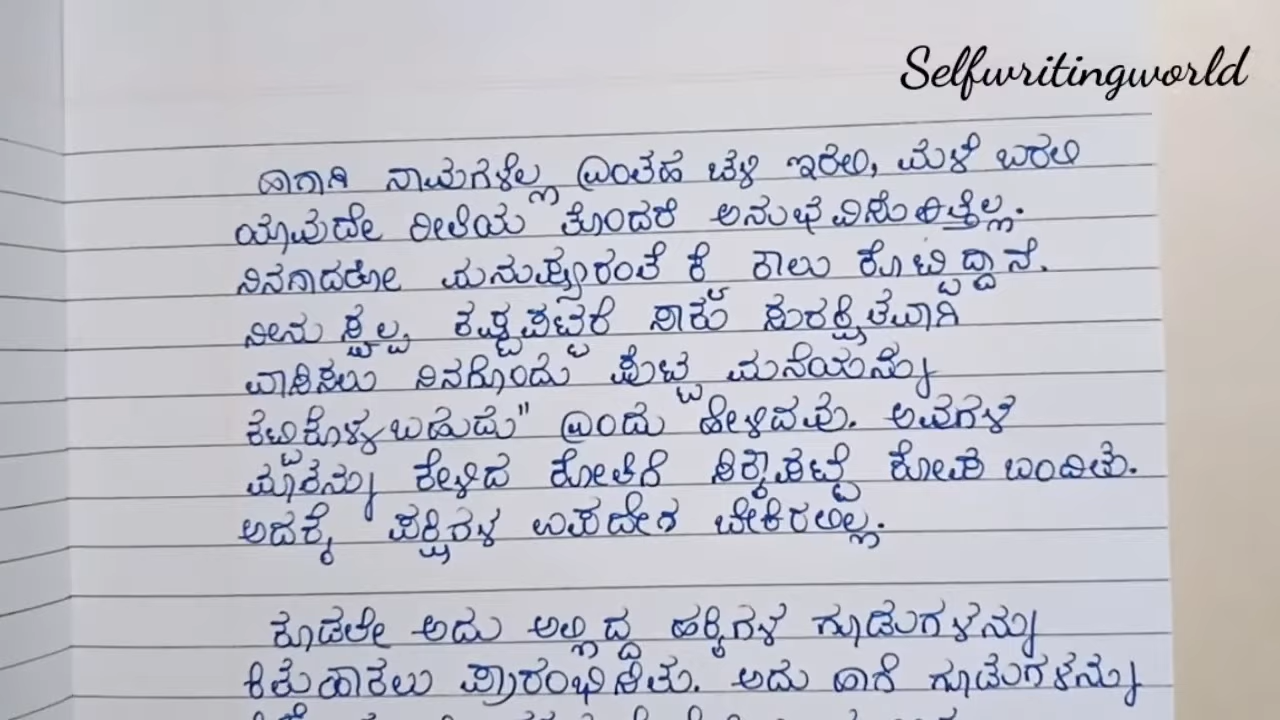 Selfwritingworld
ಹಾಗಾಗಿ ನಾವುಗಳೆಲ್ಲ ಎಂತಹ ಚಳಿ ಇರಲಿ, ಮಳೆ ಬರಲಿ
ಯಾವುದೇ ರೀತಿಯ ತೊಂದರೆ ಅನುಭವಿಸುತ್ತಿಲ್ಲ.
ನಿನಗಾದರೋ ಮನುಷ್ಯರಂತೆ ಕೈ ಕಾಲು ಕೊಟ್ಟಿದ್ದಾನೆ.
ನೀನು ಸ್ವಲ್ಪ ಕಷ್ಟಪಟ್ಟರೆ ಸಾಕು ಸುರಕ್ಷಿತವಾಗಿ
ವಾಸಿಸಲು ನಿನಗೊಂದು ಪುಟ್ಟ ಮನೆಯನ್ನು
ಕಟ್ಟಿಕೊಳ್ಳಬಹುದು" ಎಂದು ಹೇಳಿದವು. ಅವುಗಳ
ಮಾತನ್ನು ಕೇಳಿದ ಕೋತಿಗೆ ಸಿಕ್ಕಾಪಟ್ಟೆ ಕೋಪ ಬಂದಿತು.
ಅದಕ್ಕೆ ಪಕ್ಷಿಗಳ ಉಪದೇಶ ಬೇಕಿರಲಿಲ್ಲ.
ಕೂಡಲೇ ಅದು ಅಲ್ಲಿದ್ದ ಹಕ್ಕಿಗಳ ಗೂಡುಗಳನ್ನು
ಕಿತ್ತುಹಾಕಲು ಪ್ರಾರಂಭಿಸಿತು. ಅದು ಹಾಗೆ ಗೂಡುಗಳನ್ನು